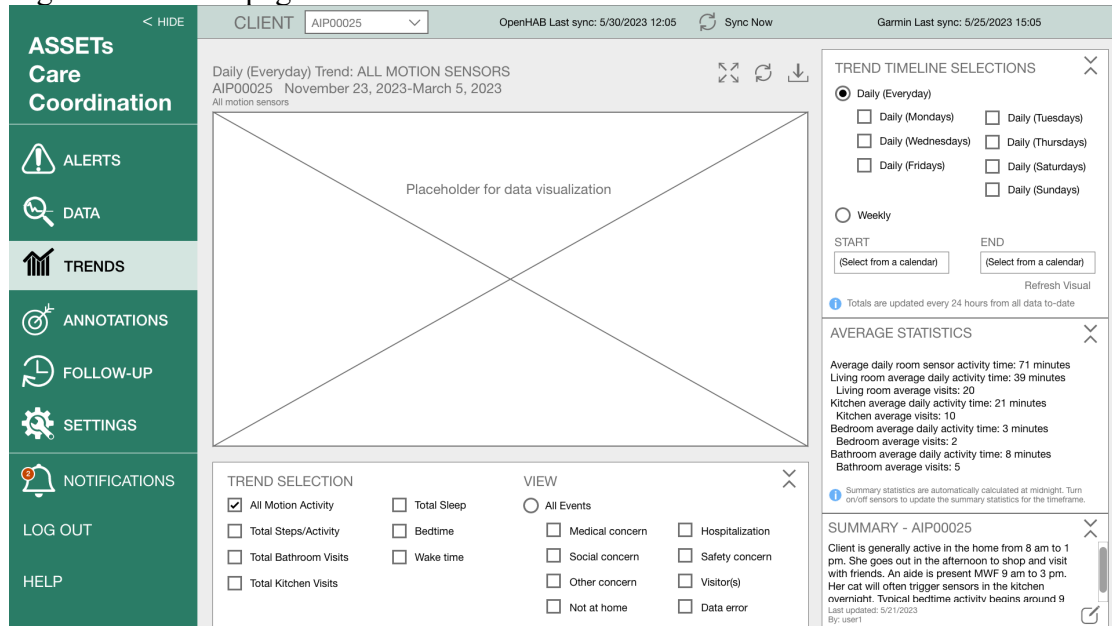 < HIDE
ASSETs
Care
Coordination
ALERTS
DATA
TRENDS
ANNOTATIONS
FOLLOW-UP
SETTINGS
2
NOTIFICATIONS
LOG OUT
HELP
CLIENT AIP00025 OpenHAB Last sync: 5/30/2023 12:05 Sync Now Garmin Last sync: 5/25/2023 15:05
Daily (Everyday) Trend: ALL MOTION SENSORS
AIP00025 November 23, 2023-March 5, 2023
All motion sensors
Placeholder for data visualization
TREND SELECTION
All Motion Activity Total Sleep
Total Steps/Activity Bedtime
Total Bathroom Visits Wake time
Total Kitchen Visits
VIEW
All Events
Medical concern Hospitalization
Social concern Safety concern
Other concern Visitor(s)
Not at home Data error
TREND TIMELINE SELECTIONS
Daily (Everyday)
Daily (Mondays) Daily (Tuesdays)
Daily (Wednesdays) Daily (Thursdays)
Daily (Fridays) Daily (Saturdays)
Daily (Sundays)
Weekly
START END
(Select from a calendar) (Select from a calendar)
Refresh Visual
Totals are updated every 24 hours from all data to-date
AVERAGE STATISTICS
Average daily room sensor activity time: 71 minutes
Living room average daily activity time: 39 minutes
Living room average visits: 20
Kitchen average daily activity time: 21 minutes
Kitchen average visits: 10
Bedroom average daily activity time: 3 minutes
Bedroom average visits: 2
Bathroom average daily activity time: 8 minutes
Bathroom average visits: 5
Summary statistics are automatically calculated at midnight. Turn
on/off sensors to update the summary statistics for the timeframe.
SUMMARY - AIP00025
Client is generally active in the home from 8 am to 1
pm. She goes out in the afternoon to shop and visit
with friends. An aide is present MWF 9 am to 3 pm.
Her cat will often trigger sensors in the kitchen
overnight. Typical bedtime activity begins around 9
Last updated: 5/21/2023
By: user1